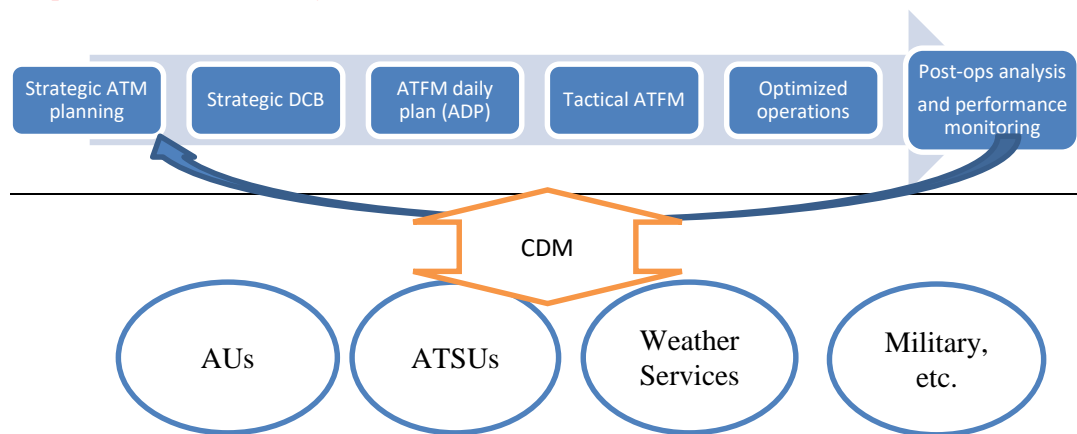 Strategic ATM
planning
Strategic DCB
ATFM daily
plan (ADP)
Tactical ATFM
Optimized
operations
Post-ops analysis
and performance
monitoring
CDM
AUs
ATSUs
Weather
Services
Military,
etc.